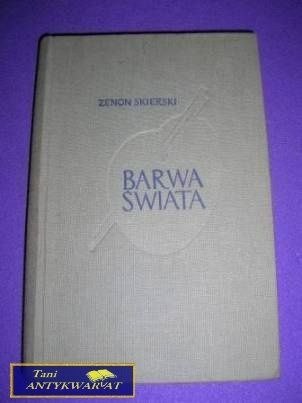 ZENON SKIERSKI
BARWA
ŚWIATA
Tani
ANTYKWARYAT